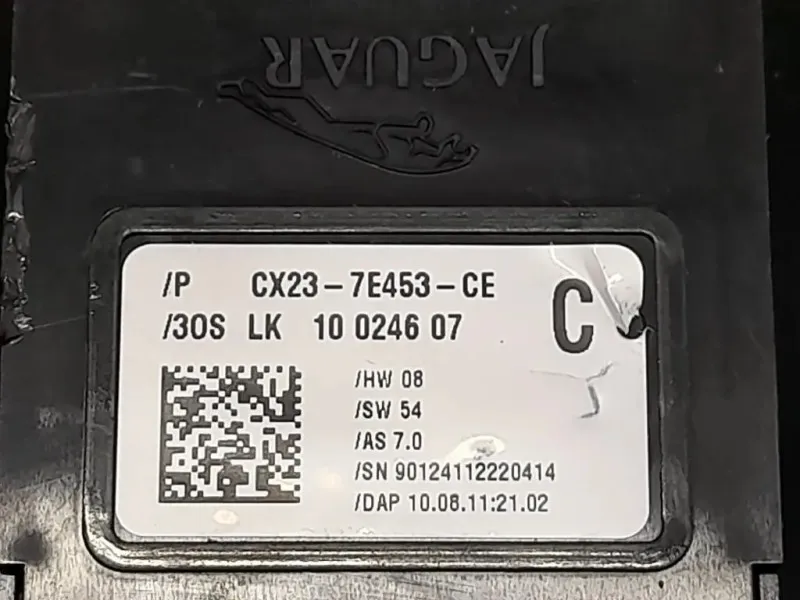 JAGUAR
/P CX23-7E453-CE
C
/3OS LK 10 0246 07
/HW 08
/SW 54
/AS 7.0
/SN 90124112220414
/DAP 10.08.11:21.02